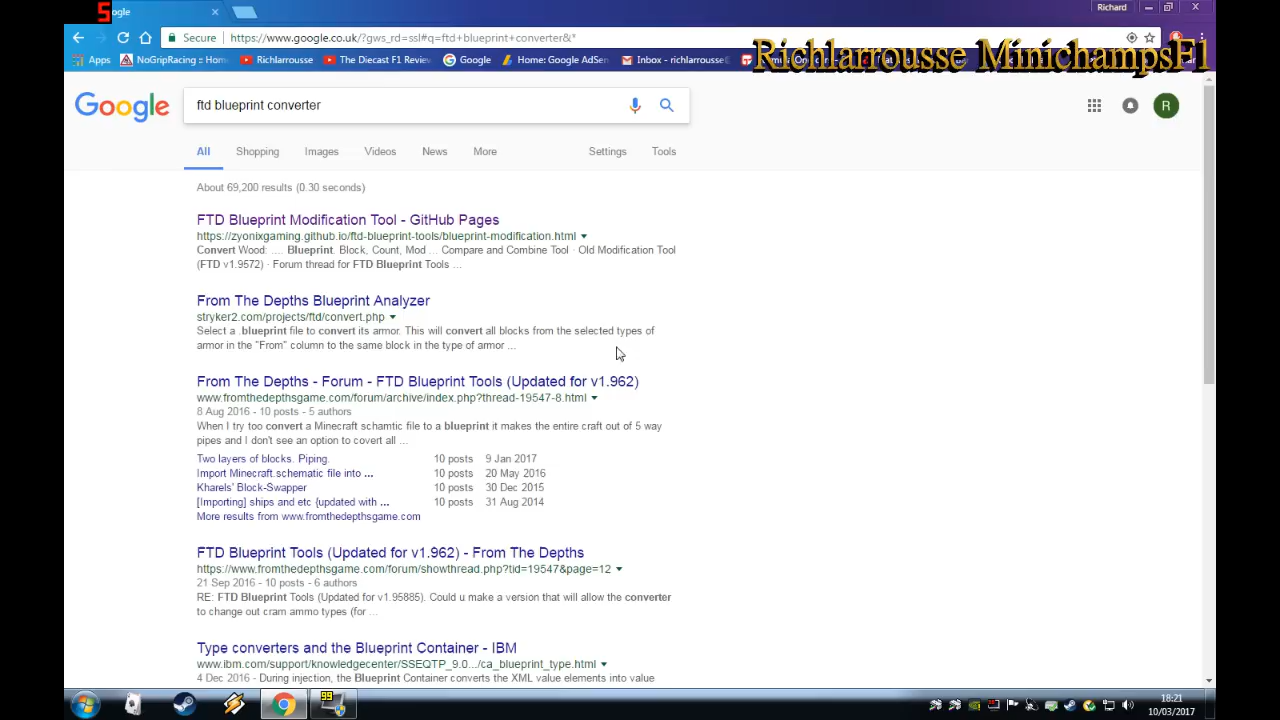 5
ogle
Richard
Secure
https://www.google.co.uk/?gws_rd=ssl#q=ftd+blueprint+converter&*
Richlarrousse MinichampsF1
Apps
NoGripRacing :: Hom
Richlarrousse
The Diecast F1 Review
Google
Home: Google AdSen
Inbox - richlarrousse@
Google
ftd blueprint converter
R
All
Shopping
Images
Videos
News
More
Settings
Tools
About 69,200 results (0.30 seconds)
FTD Blueprint Modification Tool - GitHub Pages
https://zyonixgaming.github.io/ftd-blueprint-tools/blueprint-modification.html
Convert Wood: .... Blueprint. Block, Count, Mod ... Compare and Combine Tool · Old Modification Tool
(FTD v1.9572) · Forum thread for FTD Blueprint Tools ...
From The Depths Blueprint Analyzer
stryker2.com/projects/ftd/convert.php
Select a .blueprint file to convert its armor. This will convert all blocks from the selected types of
armor in the "From" column to the same block in the type of armor ...
From The Depths - Forum - FTD Blueprint Tools (Updated for v1.962)
www.fromthedepthsgame.com/forum/archive/index.php?thread-19547-8.html
8 Aug 2016 - 10 posts - 5 authors
When I try too convert a Minecraft schamtic file to a blueprint it makes the entire craft out of 5 way
pipes and I don't see an option to covert all ...
Two layers of blocks. Piping. 10 posts 9 Jan 2017
Import Minecraft.schematic file into ... 10 posts 20 May 2016
Kharels' Block-Swapper 10 posts 30 Dec 2015
[Importing] ships and etc {updated with ... 10 posts 31 Aug 2014
More results from www.fromthedepthsgame.com
FTD Blueprint Tools (Updated for v1.962) - From The Depths
https://www.fromthedepthsgame.com/forum/showthread.php?tid=19547&page=12
21 Sep 2016 - 10 posts - 6 authors
RE: FTD Blueprint Tools (Updated for v1.95885). Could u make a version that will allow the converter
to change out cram ammo types (for ...
Type converters and the Blueprint Container - IBM
www.ibm.com/support/knowledgecenter/SSEQTP_9.0.../ca_blueprint_type.html
4 Dec 2016 - During injection, the Blueprint Container converts the XML value elements into value
99
18:21
10/03/2017